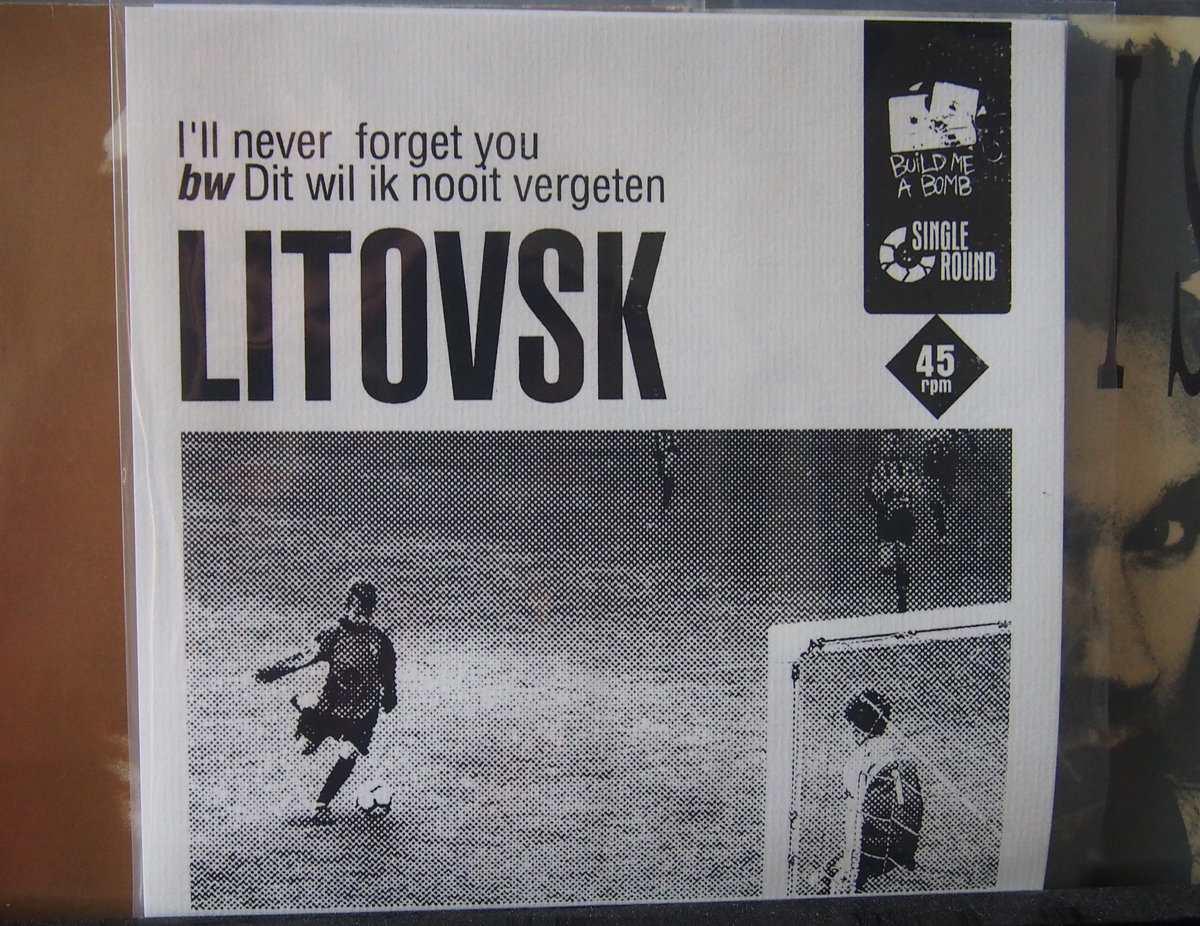 I'll never forget you
bw Dit wil ik nooit vergeten
LITOVSK
BUiLD ME
A BOMB
SINGLE
ROUND
45
rpm